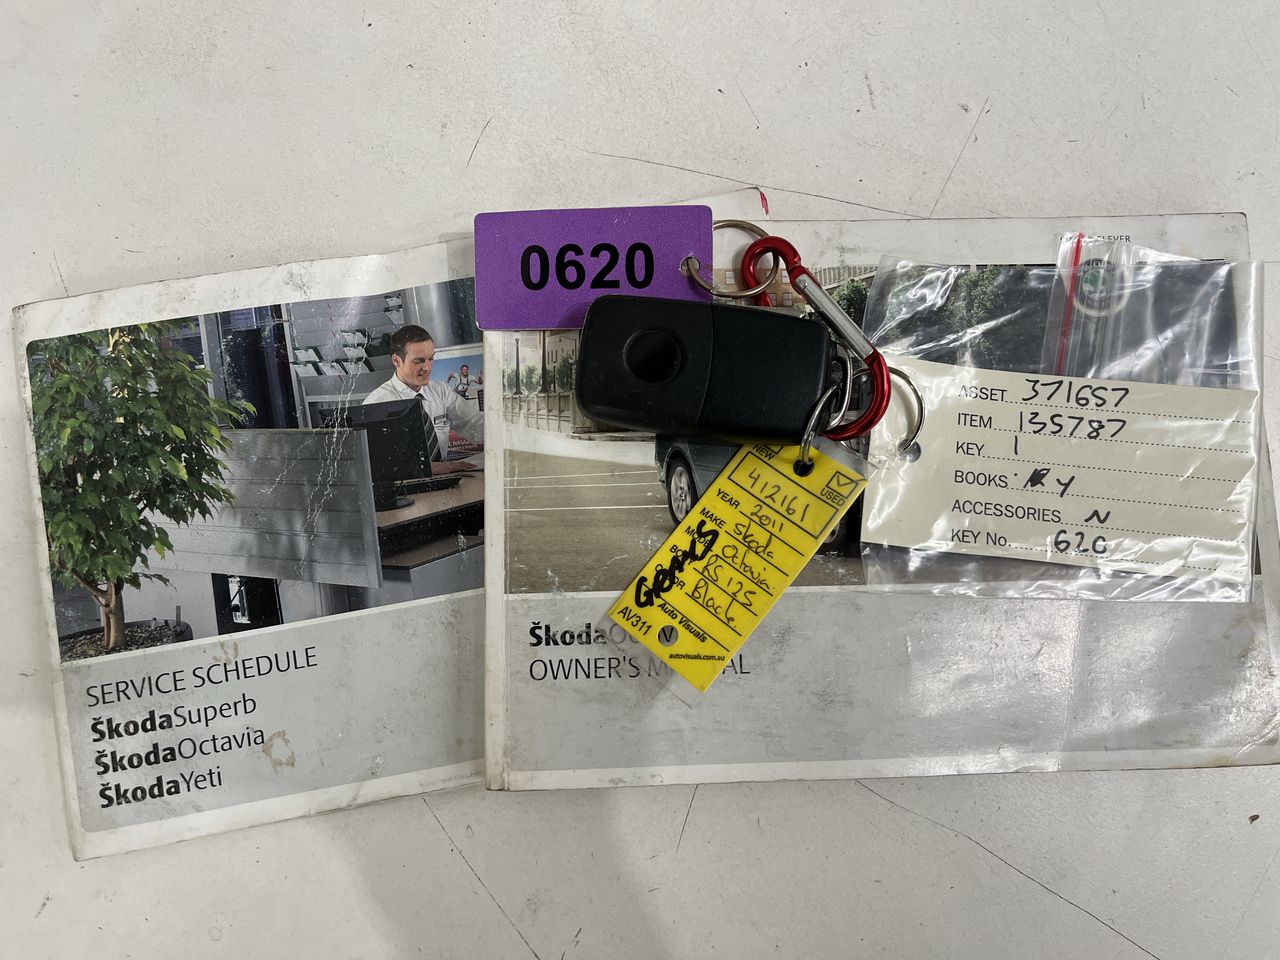 SERVICE SCHEDULE
ŠkodaSuperb
ŠkodaOctavia
ŠkodaYeti
0620
CLEVER
Škoda
OWNER'S
NEW
USED
412161
YEAR 2011
MAKE Skoda
Octavia
RS 125
Black
AV311
Auto Visuals
autovisuals.com.au
ASSET 371657
ITEM 135787
KEY 1
BOOKS Y
ACCESSORIES N
KEY No. 620